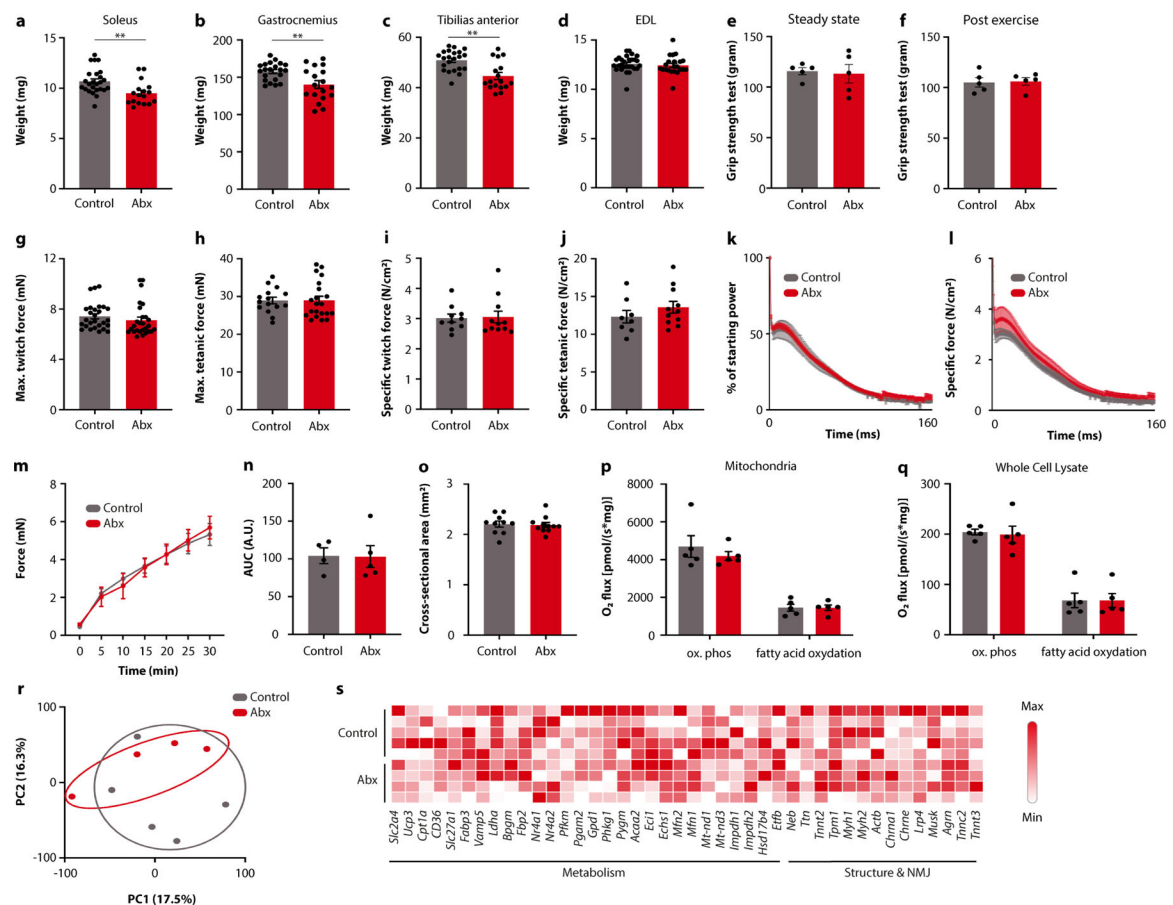 a Soleus
**
Weight (mg)
15
10
5
0
Control Abx
b Gastrocnemius
**
Weight (mg)
200
150
100
50
0
Control Abx
c Tibilias anterior
**
Weight (mg)
60
40
20
0
Control Abx
d EDL
Weight (mg)
20
15
10
5
0
Control Abx
e Steady state
Grip strength test (gram)
150
100
50
0
Control Abx
f Post exercise
Grip strength test (gram)
150
100
50
0
Control Abx
g
Max. twitch force (mN)
12
8
4
0
Control Abx
h
Max. tetanic force (mN)
40
30
20
10
0
Control Abx
i
Specific twitch force (N/cm²)
5
4
3
2
1
0
Control Abx
j
Specific tetanic force (N/cm²)
20
15
10
5
0
Control Abx
k
Control
Abx
% of starting power
100
50
0
0 160
Time (ms)
l
Control
Abx
Specific force (N/cm²)
6
4
2
0
0 160
Time (ms)
m
Control
Abx
Force (mN)
8
6
4
2
0
0 5 10 15 20 25 30
Time (min)
n
AUC (A.U.)
200
150
100
50
0
Control Abx
o
Cross-sectional area (mm²)
3
2
1
0
Control Abx
p Mitochondria
O₂ flux [pmol/(s*mg)]
8000
6000
4000
2000
0
ox. phos fatty acid oxydation
q Whole Cell Lysate
O₂ flux [pmol/(s*mg)]
300
200
100
0
ox. phos fatty acid oxydation
r
Control
Abx
PC2 (16.3%)
100
0
-100
-100 0 100
PC1 (17.5%)
s
Control
Abx
Slc2a4
Ucp3
Cpt1a
CD36
Slc27a1
Fabp3
Vamp5
Ldha
Bpgm
Fbp2
Nr4a1
Nr4a2
Pfkm
Pgam2
Gpd1
Phkg1
Pygm
Acaa2
Eci1
Echs1
Mfn2
Mfn1
Mt-nd1
Mt-nd3
Impdh1
Impdh2
Hsd17b4
Etfb
Neb
Ttn
Tnnt2
Tpm1
Myh1
Myh2
Actb
Chrna1
Chrne
Lrp4
Musk
Agrn
Tnnc2
Tnnt3
Metabolism Structure & NMJ
Max
Min